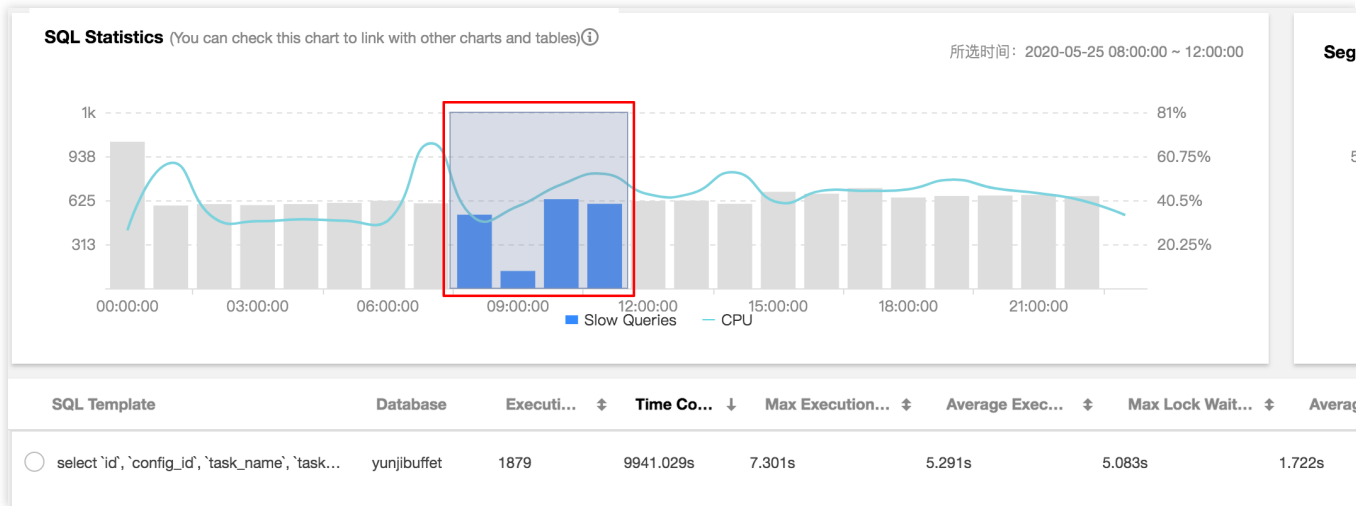 SQL Statistics (You can check this chart to link with other charts and tables)
所选时间：2020-05-25 08:00:00 ~ 12:00:00
Seg
1k
938
625
313
81%
60.75%
40.5%
20.25%
5
00:00:00 03:00:00 06:00:00 09:00:00 12:00:00 15:00:00 18:00:00 21:00:00
Slow Queries CPU
SQL Template Database Executi... Time Co... Max Execution... Average Exec... Max Lock Wait... Averag
select `id`, `config_id`, `task_name`, `task... yunjibuffet 1879 9941.029s 7.301s 5.291s 5.083s 1.722s